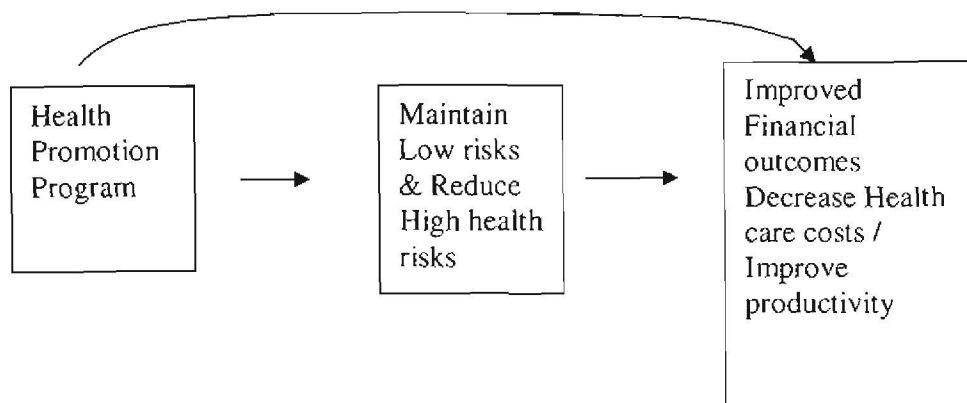 Health
Promotion
Program
Maintain
Low risks
& Reduce
High health
risks
Improved
Financial
outcomes
Decrease Health
care costs /
Improve
productivity